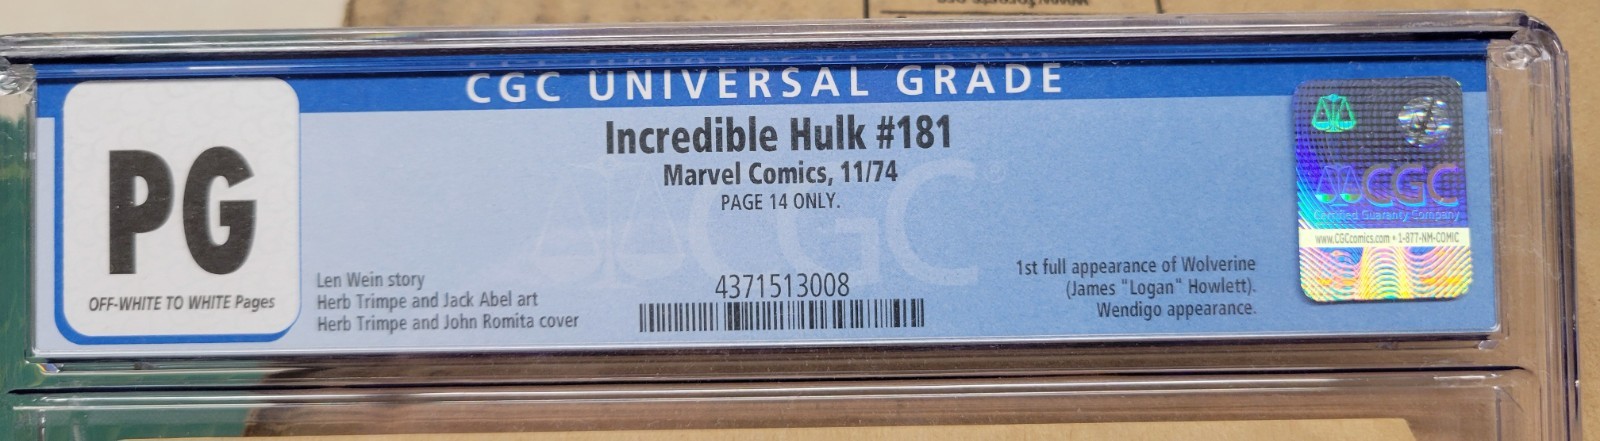 CGC UNIVERSAL GRADE
PG
OFF-WHITE TO WHITE Pages
Incredible Hulk #181
Marvel Comics, 11/74
PAGE 14 ONLY.
Len Wein story
Herb Trimpe and Jack Abel art
Herb Trimpe and John Romita cover
4371513008
1st full appearance of Wolverine
(James "Logan" Howlett).
Wendigo appearance.
CGC
CGC
Certified Guaranty Company
www.CGCcomics.com • 1-877-NM-COMIC